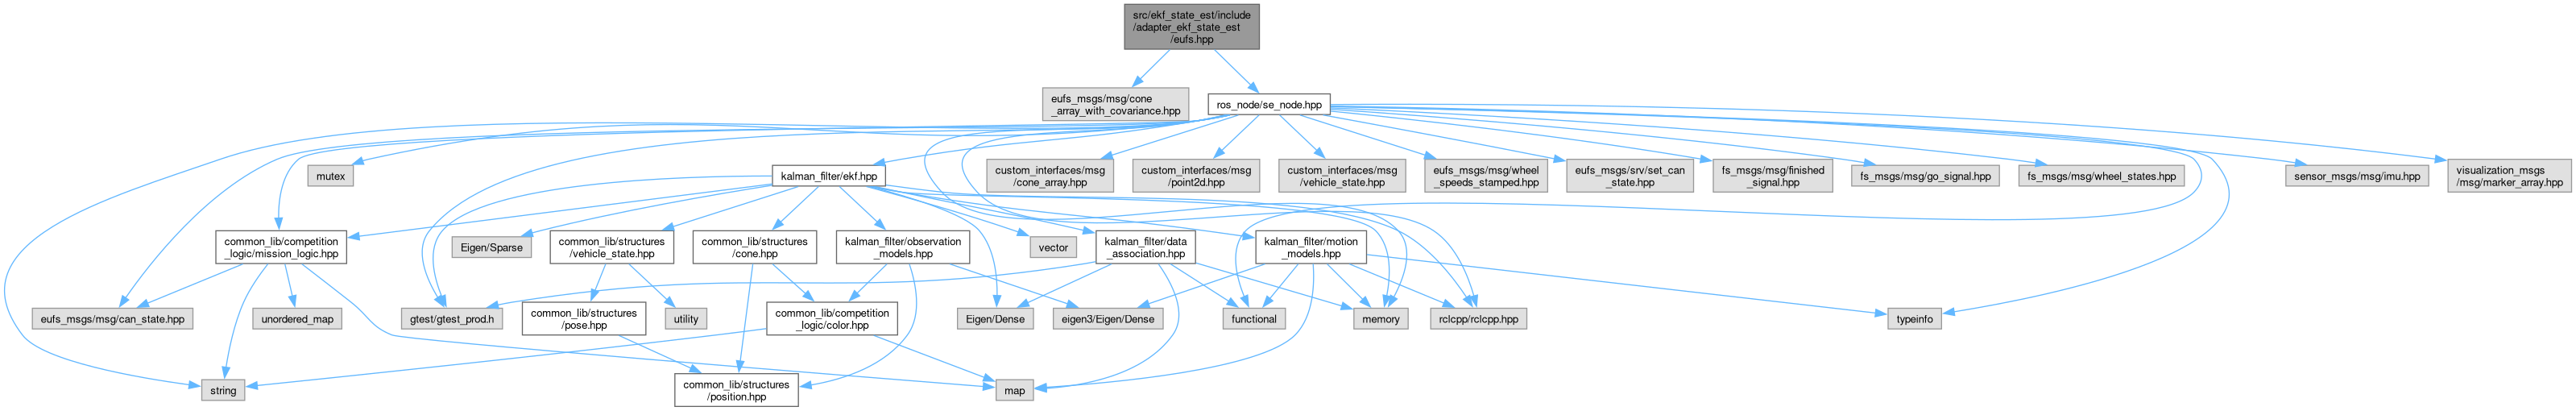 src/ekf_state_est/include
/adapter_ekf_state_est
/eufs.hpp
eufs_msgs/msg/cone
_array_with_covariance.hpp
ros_node/se_node.hpp
mutex
kalman_filter/ekf.hpp
custom_interfaces/msg
/cone_array.hpp
custom_interfaces/msg
/point2d.hpp
custom_interfaces/msg
/vehicle_state.hpp
eufs_msgs/msg/wheel
_speeds_stamped.hpp
eufs_msgs/srv/set_can
_state.hpp
fs_msgs/msg/finished
_signal.hpp
fs_msgs/msg/go_signal.hpp
fs_msgs/msg/wheel_states.hpp
sensor_msgs/msg/imu.hpp
visualization_msgs
/msg/marker_array.hpp
common_lib/competition
_logic/mission_logic.hpp
Eigen/Sparse
common_lib/structures
/vehicle_state.hpp
common_lib/structures
/cone.hpp
kalman_filter/observation
_models.hpp
vector
kalman_filter/data
_association.hpp
kalman_filter/motion
_models.hpp
eufs_msgs/msg/can_state.hpp
unordered_map
gtest/gtest_prod.h
common_lib/structures
/pose.hpp
utility
common_lib/competition
_logic/color.hpp
Eigen/Dense
eigen3/Eigen/Dense
functional
memory
rclcpp/rclcpp.hpp
typeinfo
string
common_lib/structures
/position.hpp
map